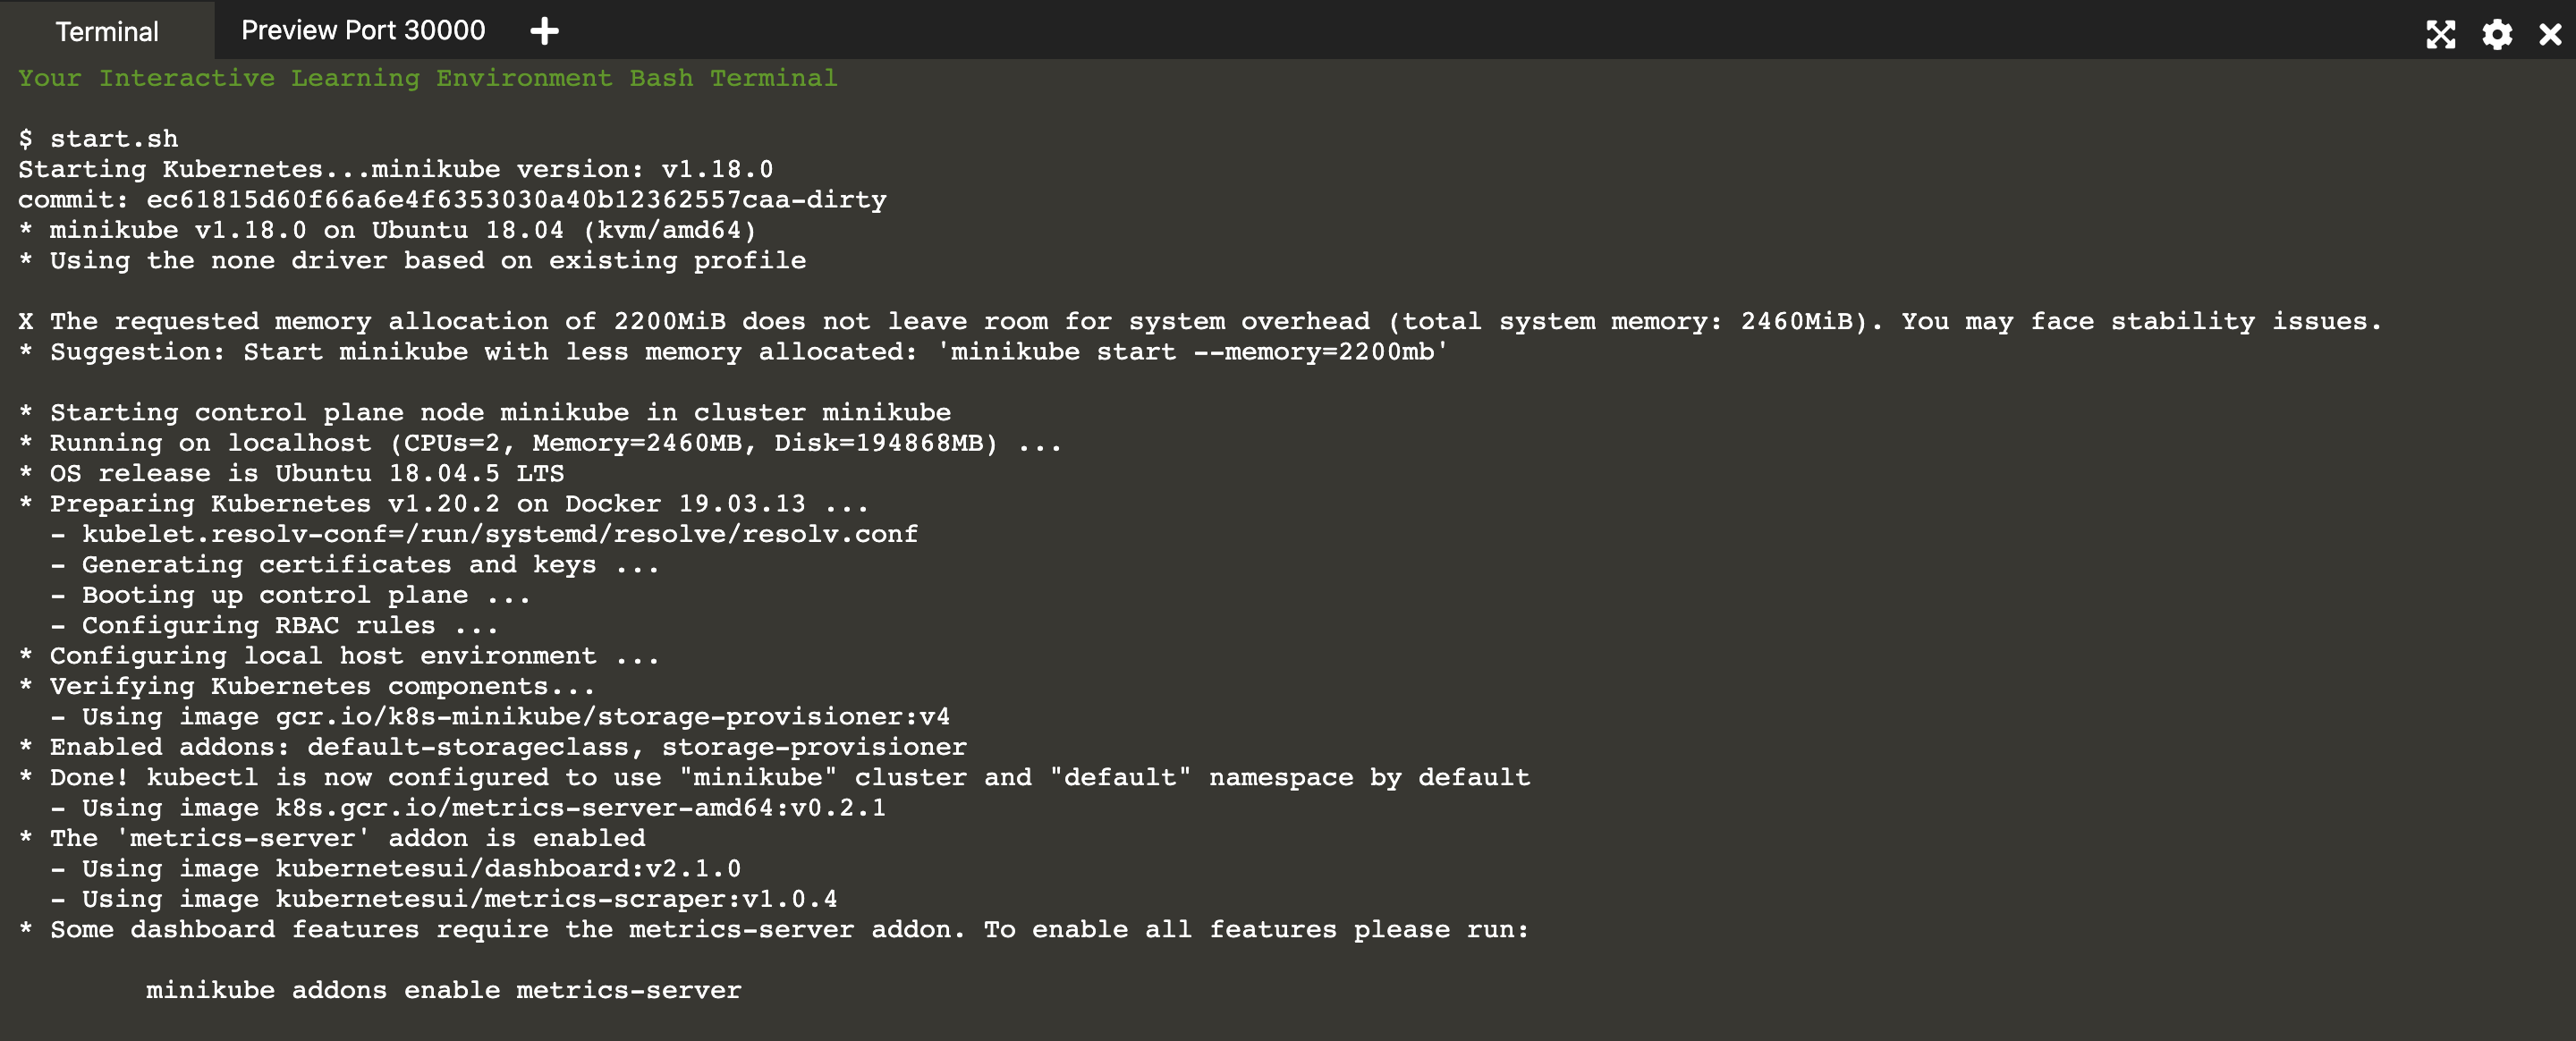 Terminal
Preview Port 30000
Your Interactive Learning Environment Bash Terminal
$ start.sh
Starting Kubernetes...minikube version: v1.18.0
commit: ec61815d60f66a6e4f6353030a40b12362557caa-dirty
* minikube v1.18.0 on Ubuntu 18.04 (kvm/amd64)
* Using the none driver based on existing profile
X The requested memory allocation of 2200MiB does not leave room for system overhead (total system memory: 2460MiB). You may face stability issues.
* Suggestion: Start minikube with less memory allocated: 'minikube start --memory=2200mb'
* Starting control plane node minikube in cluster minikube
* Running on localhost (CPUs=2, Memory=2460MB, Disk=194868MB) ...
* OS release is Ubuntu 18.04.5 LTS
* Preparing Kubernetes v1.20.2 on Docker 19.03.13 ...
  - kubelet.resolv-conf=/run/systemd/resolve/resolv.conf
  - Generating certificates and keys ...
  - Booting up control plane ...
  - Configuring RBAC rules ...
* Configuring local host environment ...
* Verifying Kubernetes components...
  - Using image gcr.io/k8s-minikube/storage-provisioner:v4
* Enabled addons: default-storageclass, storage-provisioner
* Done! kubectl is now configured to use "minikube" cluster and "default" namespace by default
  - Using image k8s.gcr.io/metrics-server-amd64:v0.2.1
* The 'metrics-server' addon is enabled
  - Using image kubernetesui/dashboard:v2.1.0
  - Using image kubernetesui/metrics-scraper:v1.0.4
* Some dashboard features require the metrics-server addon. To enable all features please run:
        minikube addons enable metrics-server